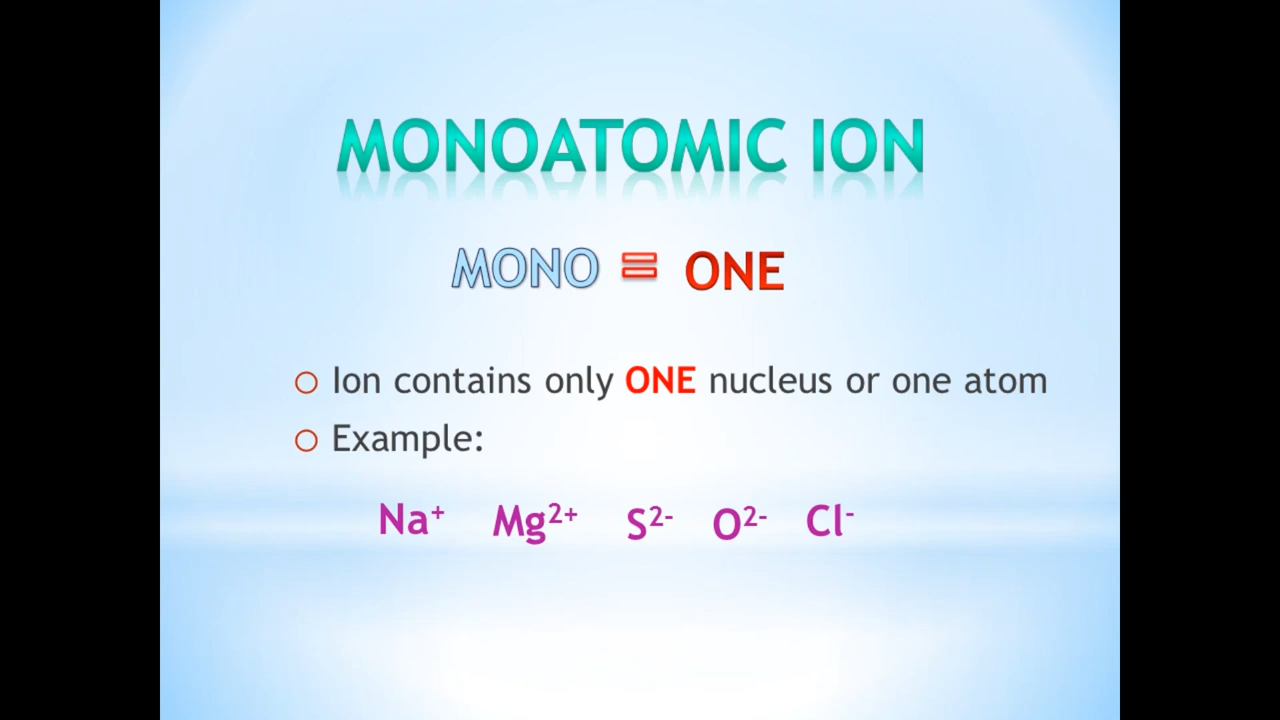 MONOATOMIC ION
MONO = ONE
○ Ion contains only ONE nucleus or one atom
○ Example:
Na⁺ Mg²⁺ S²⁻ O²⁻ Cl⁻